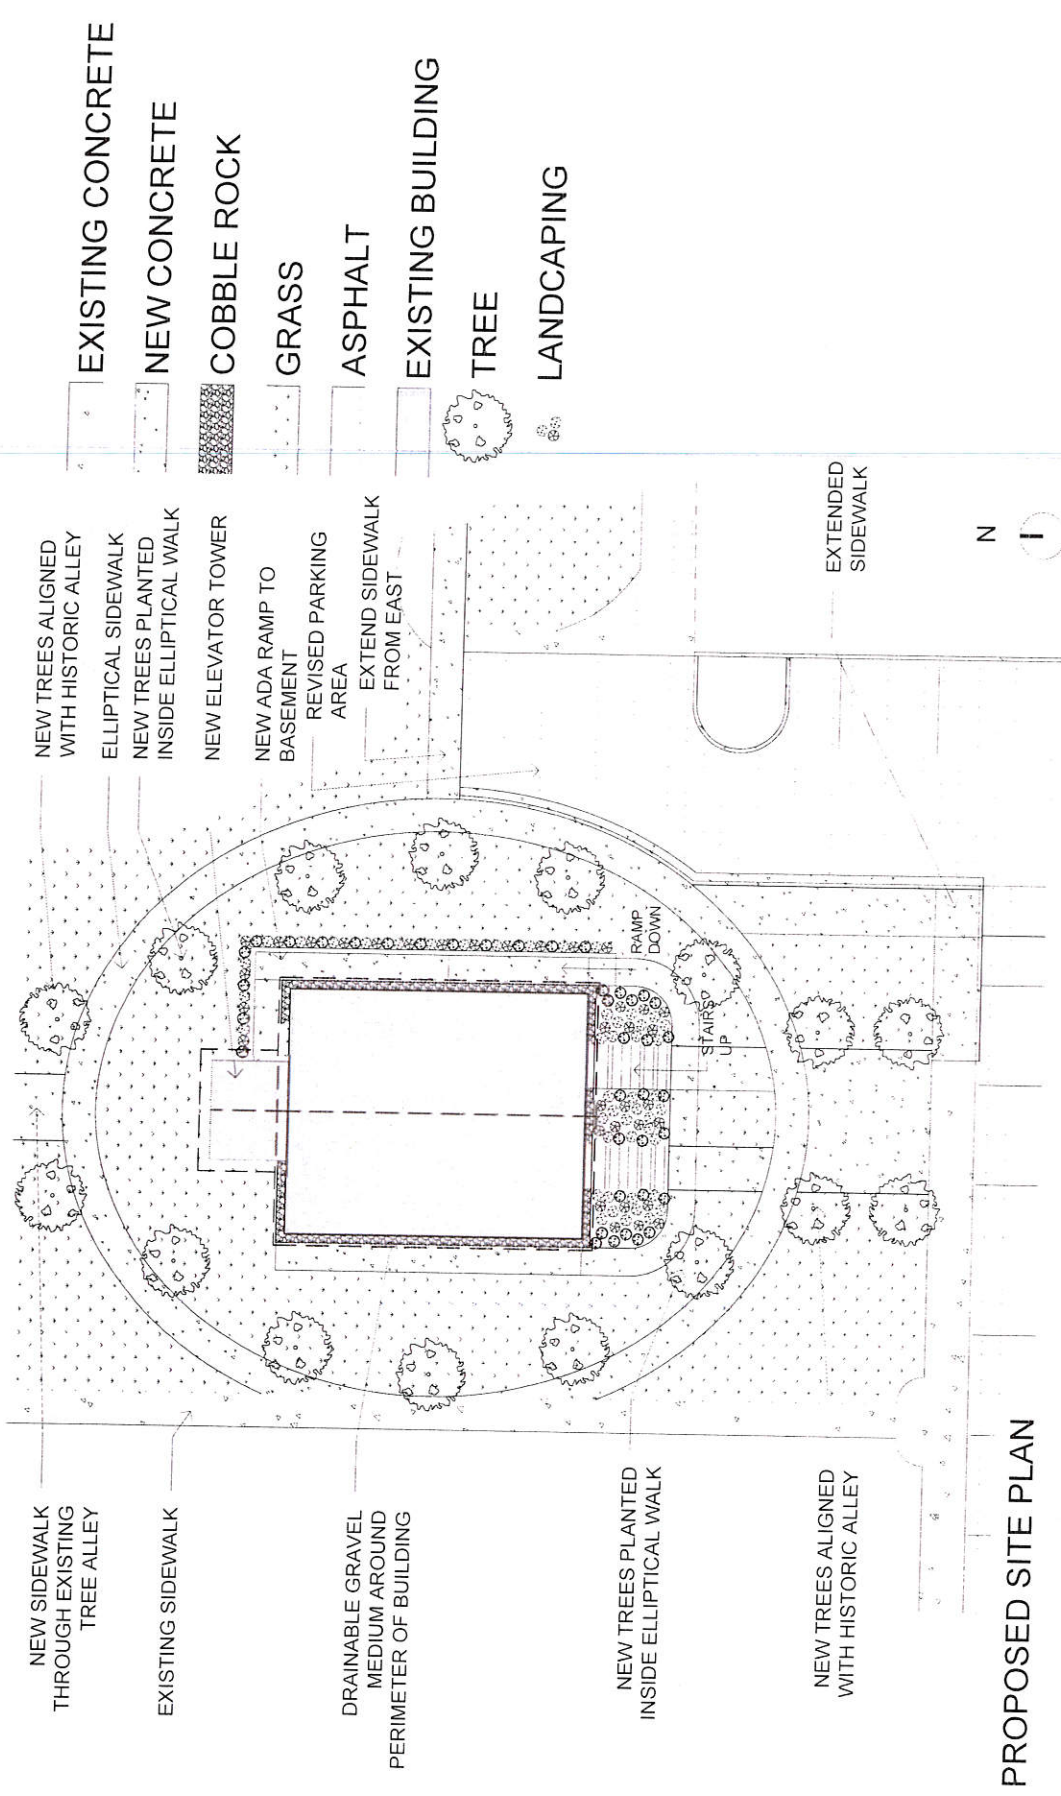 NEW SIDEWALK
THROUGH EXISTING
TREE ALLEY
EXISTING SIDEWALK
DRAINABLE GRAVEL
MEDIUM AROUND
PERIMETER OF BUILDING
NEW TREES PLANTED
INSIDE ELLIPTICAL WALK
NEW TREES ALIGNED
WITH HISTORIC ALLEY
STAIRS
UP
RAMP
DOWN
NEW TREES ALIGNED
WITH HISTORIC ALLEY
ELLIPTICAL SIDEWALK
NEW TREES PLANTED
INSIDE ELLIPTICAL WALK
NEW ELEVATOR TOWER
NEW ADA RAMP TO
BASEMENT
REVISED PARKING
AREA
EXTEND SIDEWALK
FROM EAST
EXTENDED
SIDEWALK
N
EXISTING CONCRETE
NEW CONCRETE
COBBLE ROCK
GRASS
ASPHALT
EXISTING BUILDING
TREE
LANDCAPING
PROPOSED SITE PLAN